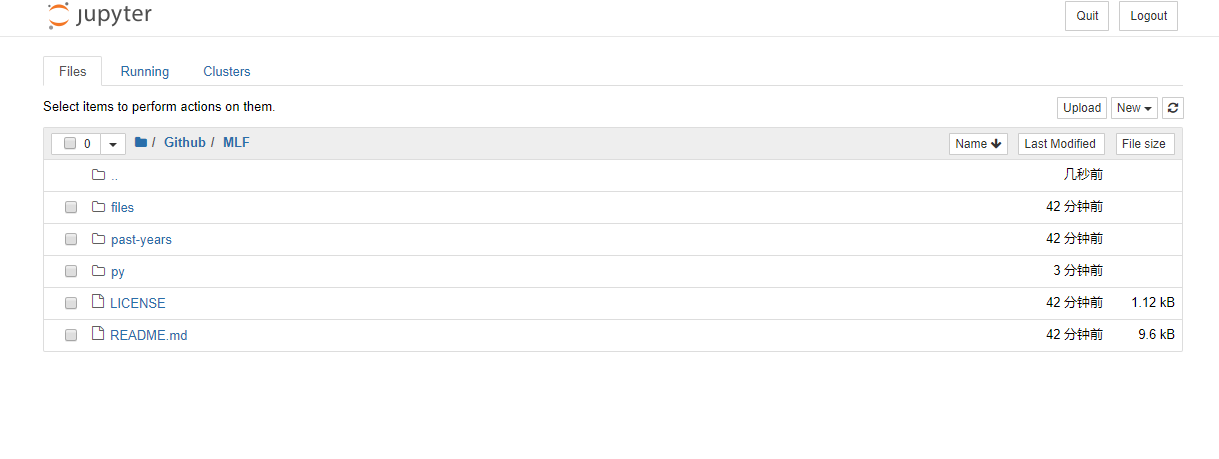 jupyter Quit Logout
Files Running Clusters
Select items to perform actions on them. Upload New
0 / Github / MLF Name Last Modified File size
.. 几秒前
files 42 分钟前
past-years 42 分钟前
py 3 分钟前
LICENSE 42 分钟前 1.12 kB
README.md 42 分钟前 9.6 kB